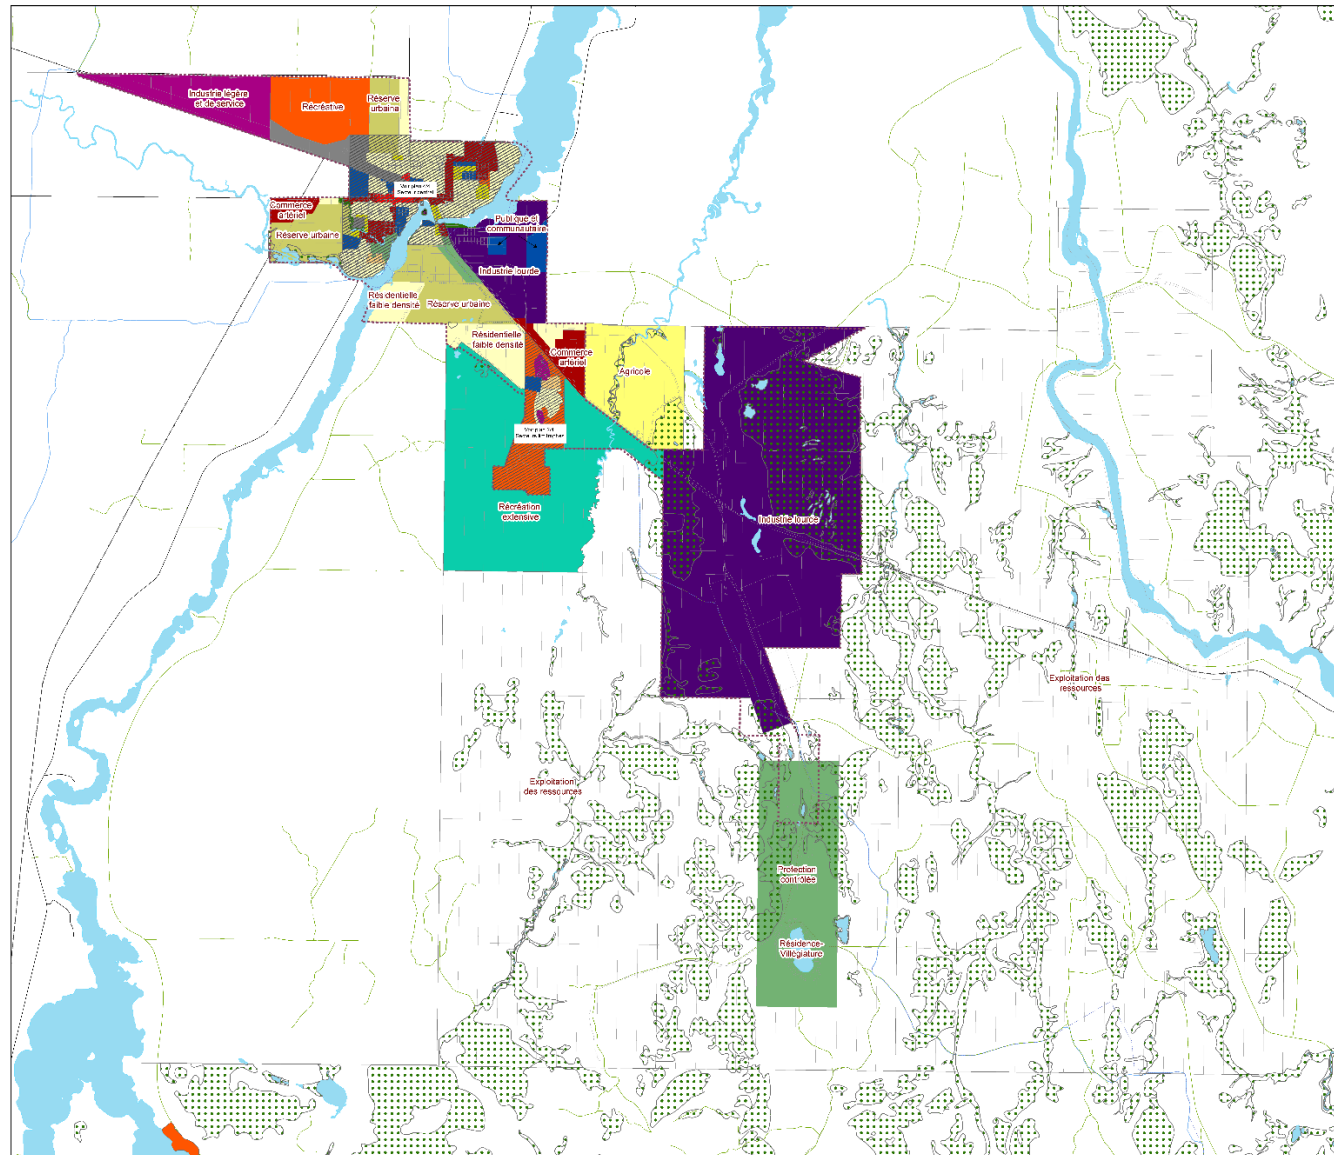 Industrie légère
et de service
Récréative
Réserve
urbaine
Commerce
artériel
Réserve urbaine
Publique et
communautaire
Industrie lourde
Résidentielle
faible densité
Réserve urbaine
Résidentielle
faible densité
Commerce
artériel
Agricole
Récréation
extensive
Industrie lourde
Exploitation des
ressources
Exploitation
des ressources
Protection
contrôlée
Résidence-
Villégiature